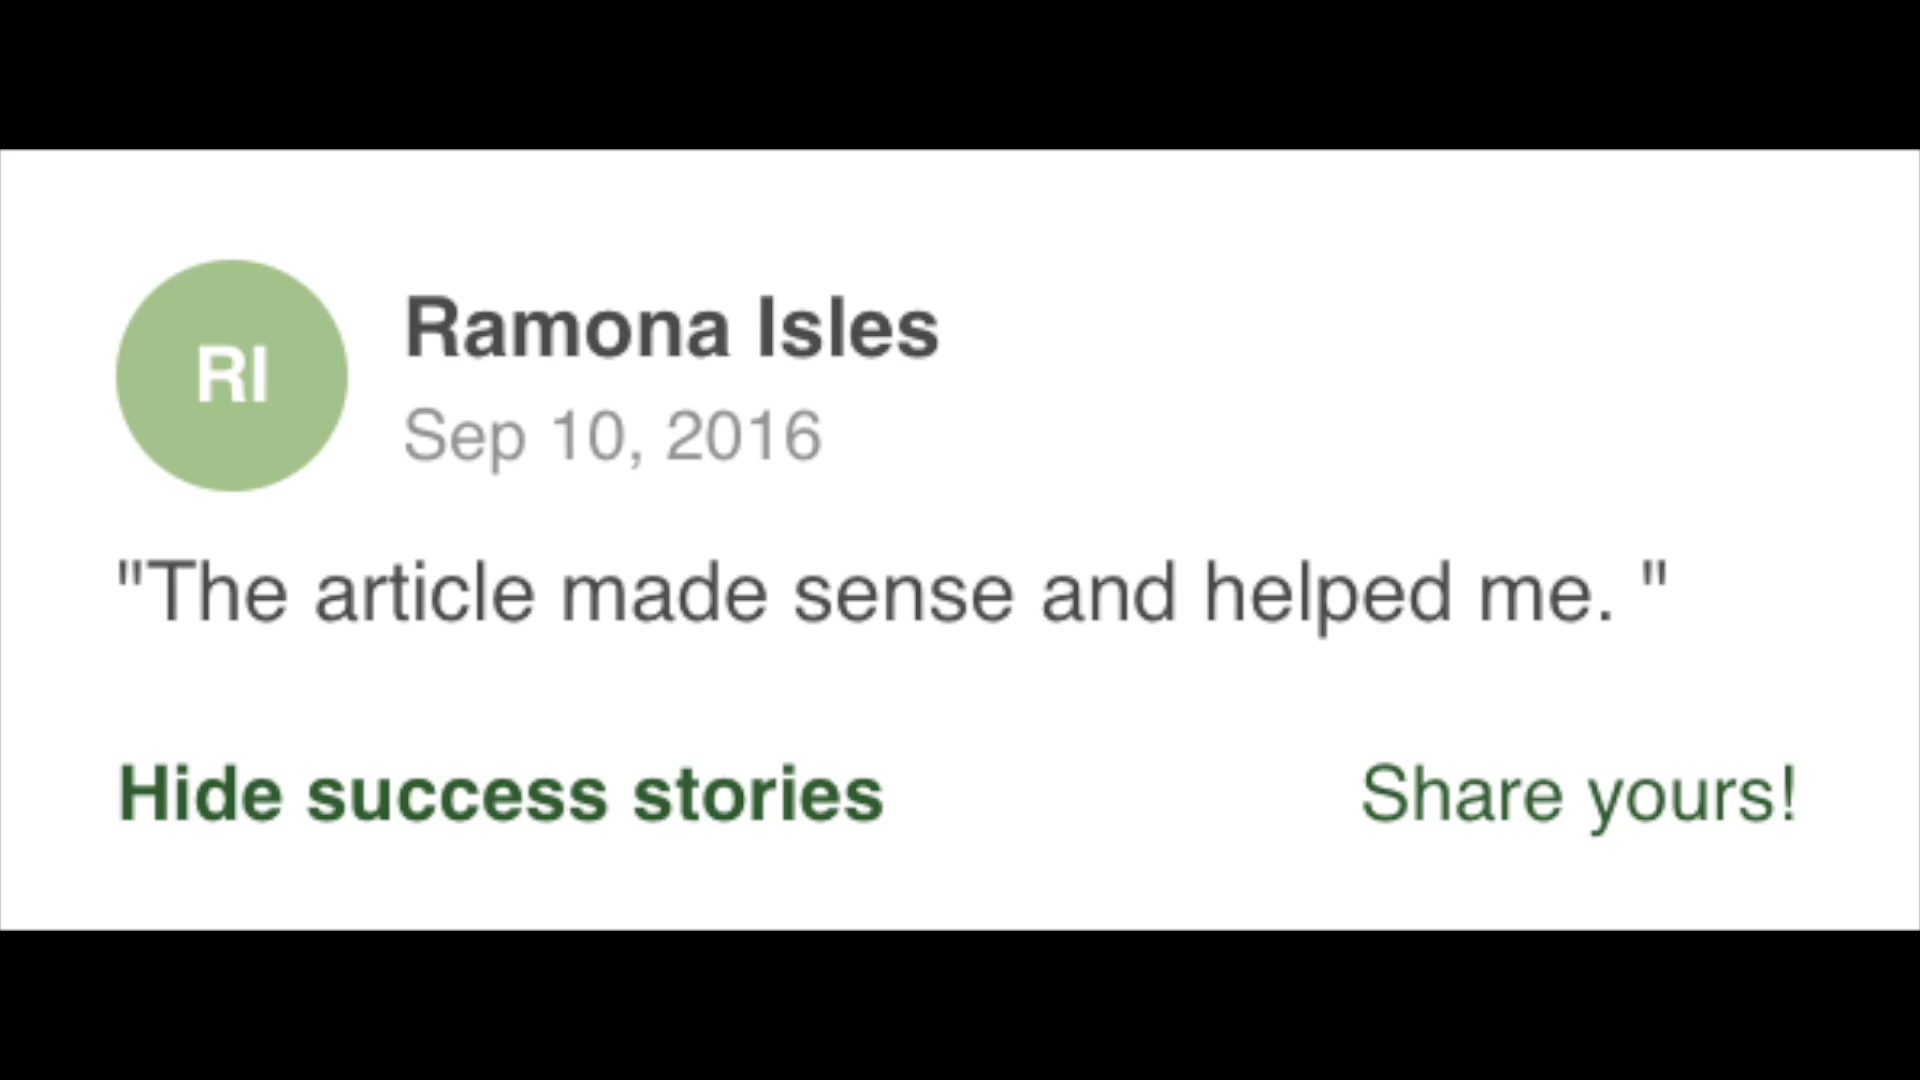 RI
Ramona Isles
Sep 10, 2016
"The article made sense and helped me. "
Hide success stories
Share yours!